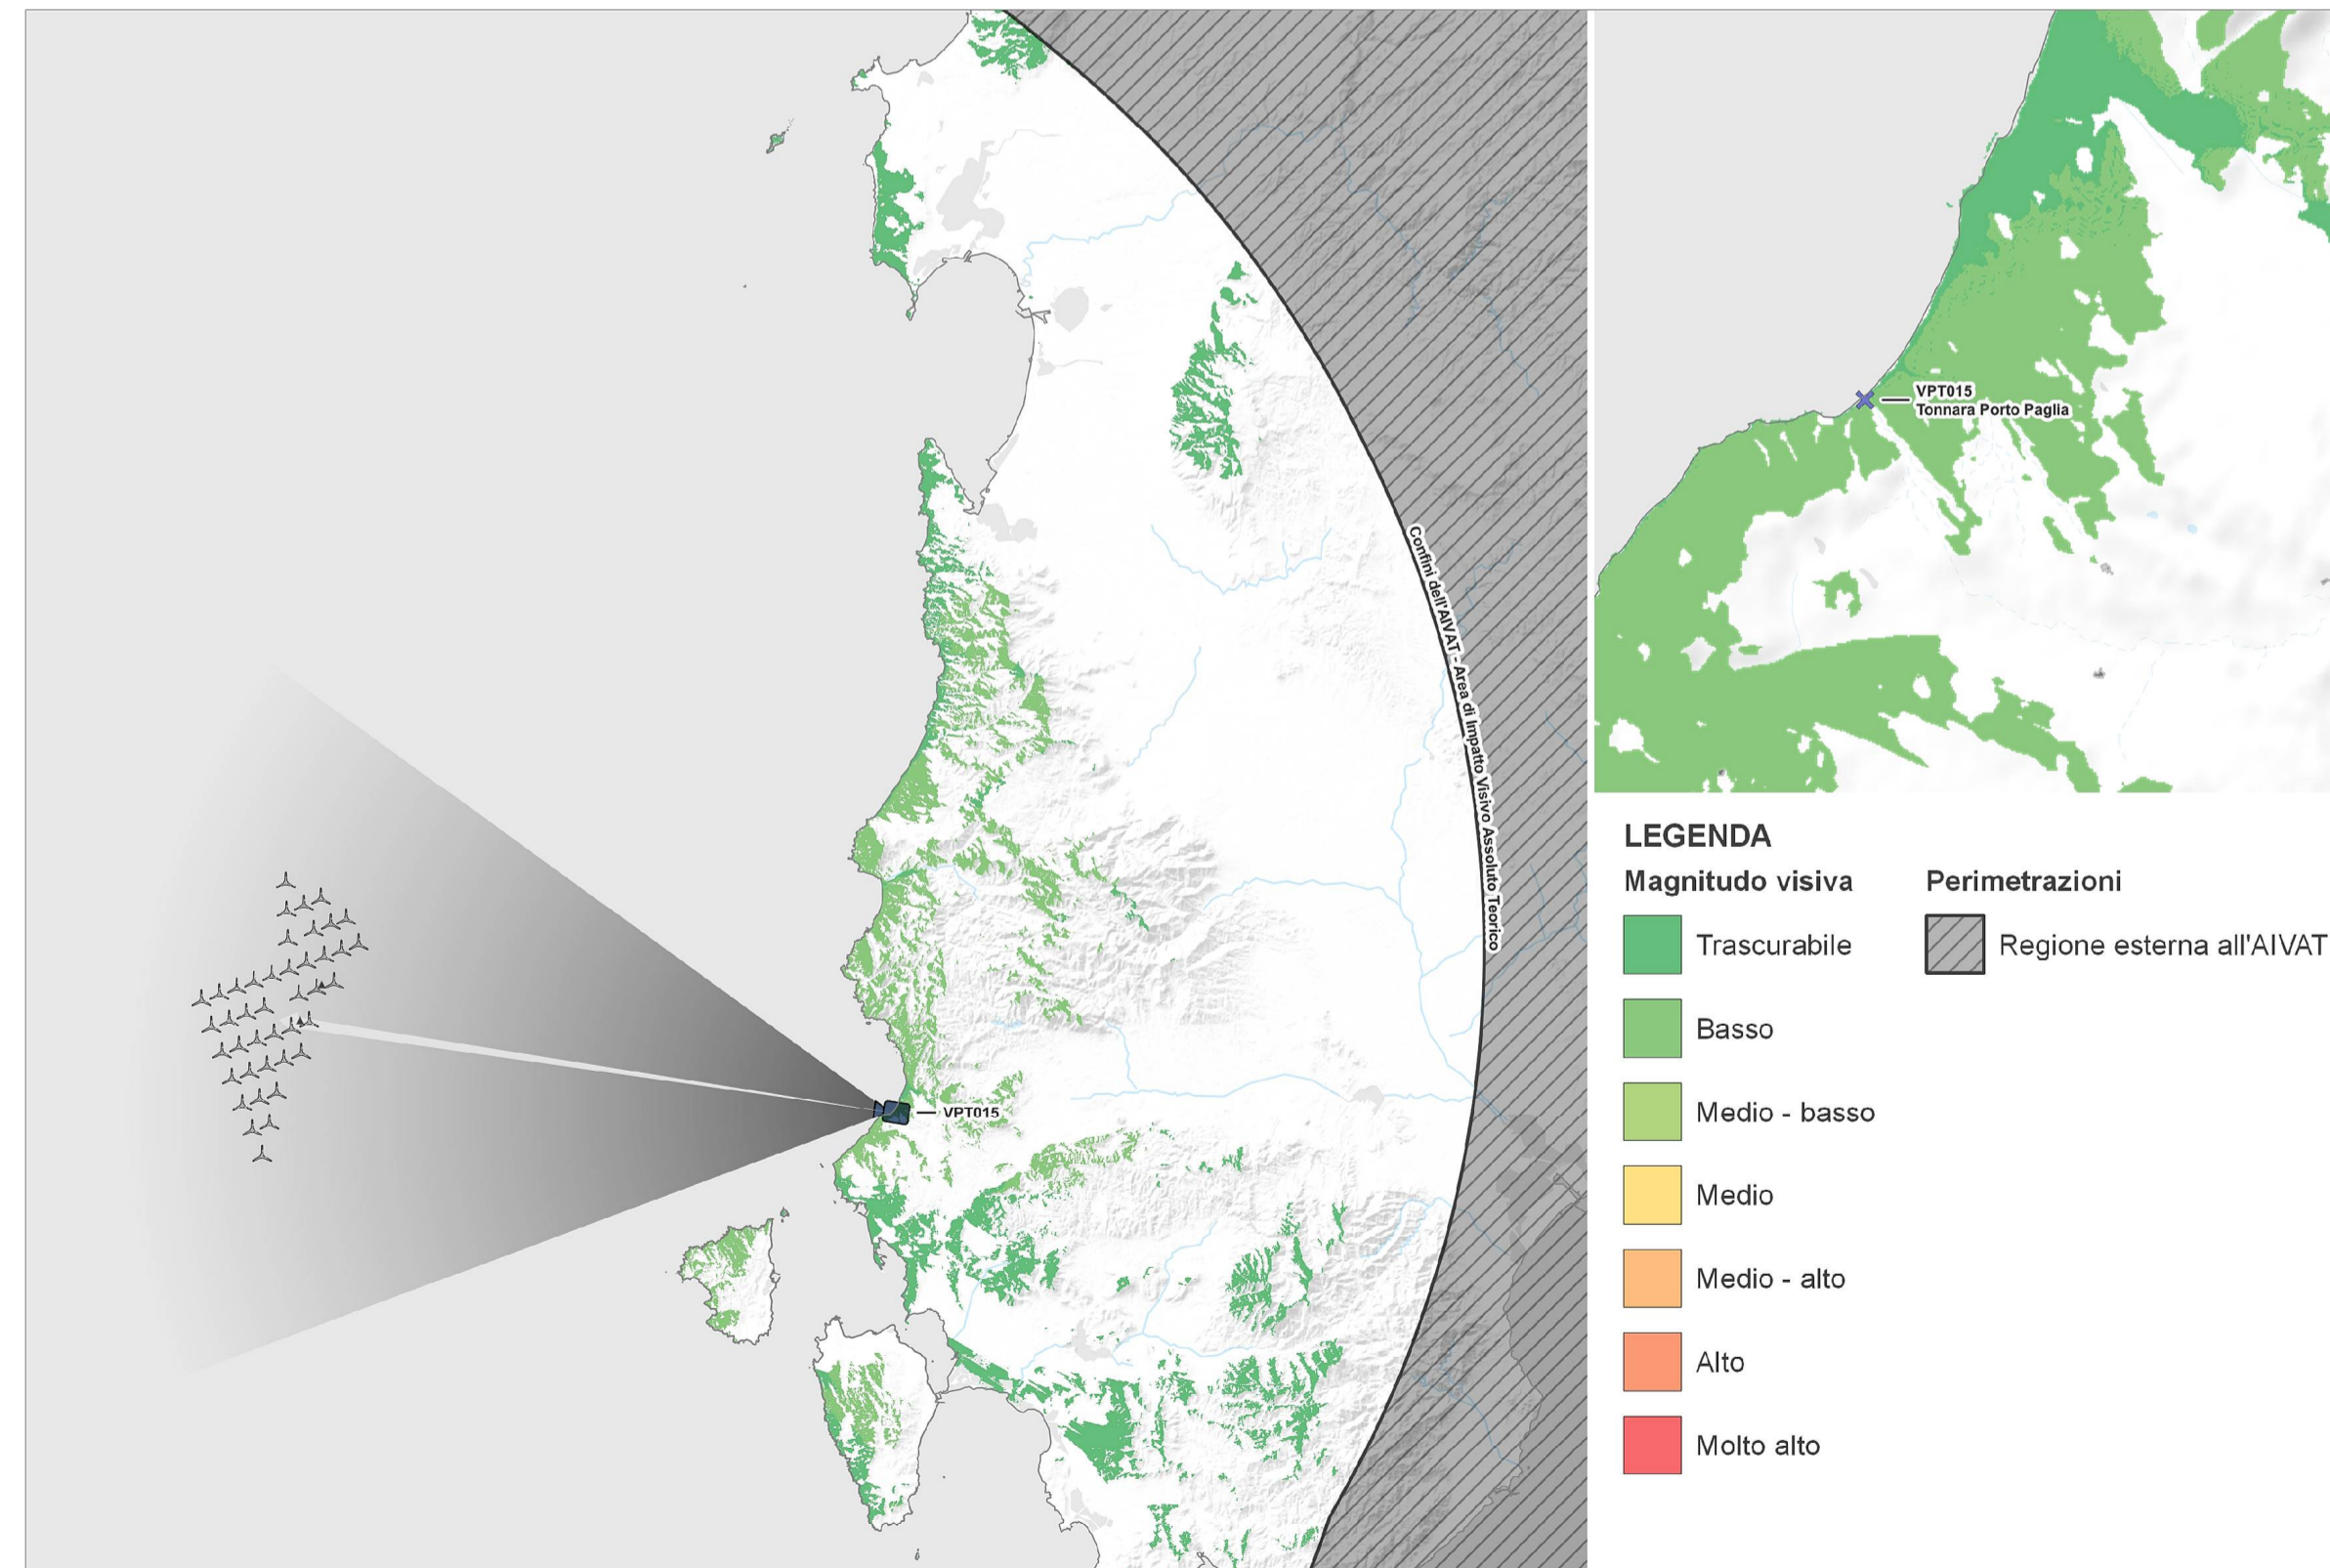 Confini dell'AIVAT - Area di Impatto Visivo Assoluto Teorico
VPT015
VPT015
Tonnara Porto Paglia
LEGENDA
Magnitudo visiva
Trascurabile
Basso
Medio - basso
Medio
Medio - alto
Alto
Molto alto
Perimetrazioni
Regione esterna all'AIVAT